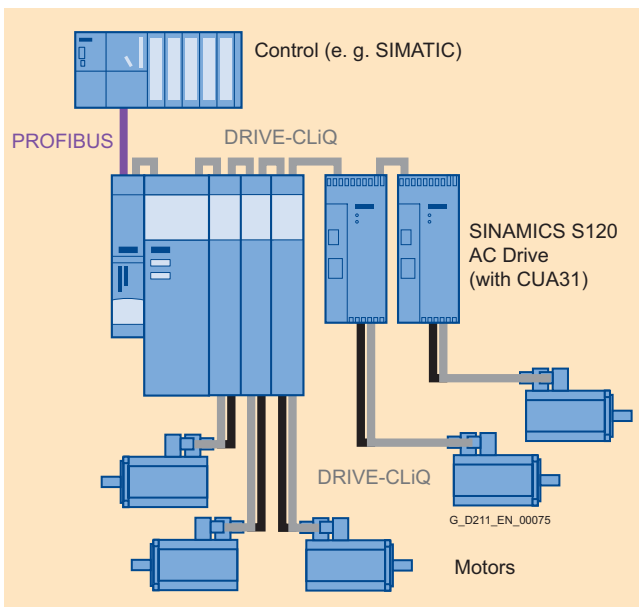 Control (e. g. SIMATIC)
PROFIBUS
DRIVE-CLiQ
SINAMICS S120
AC Drive
(with CUA31)
DRIVE-CLiQ
G_D211_EN_00075
Motors